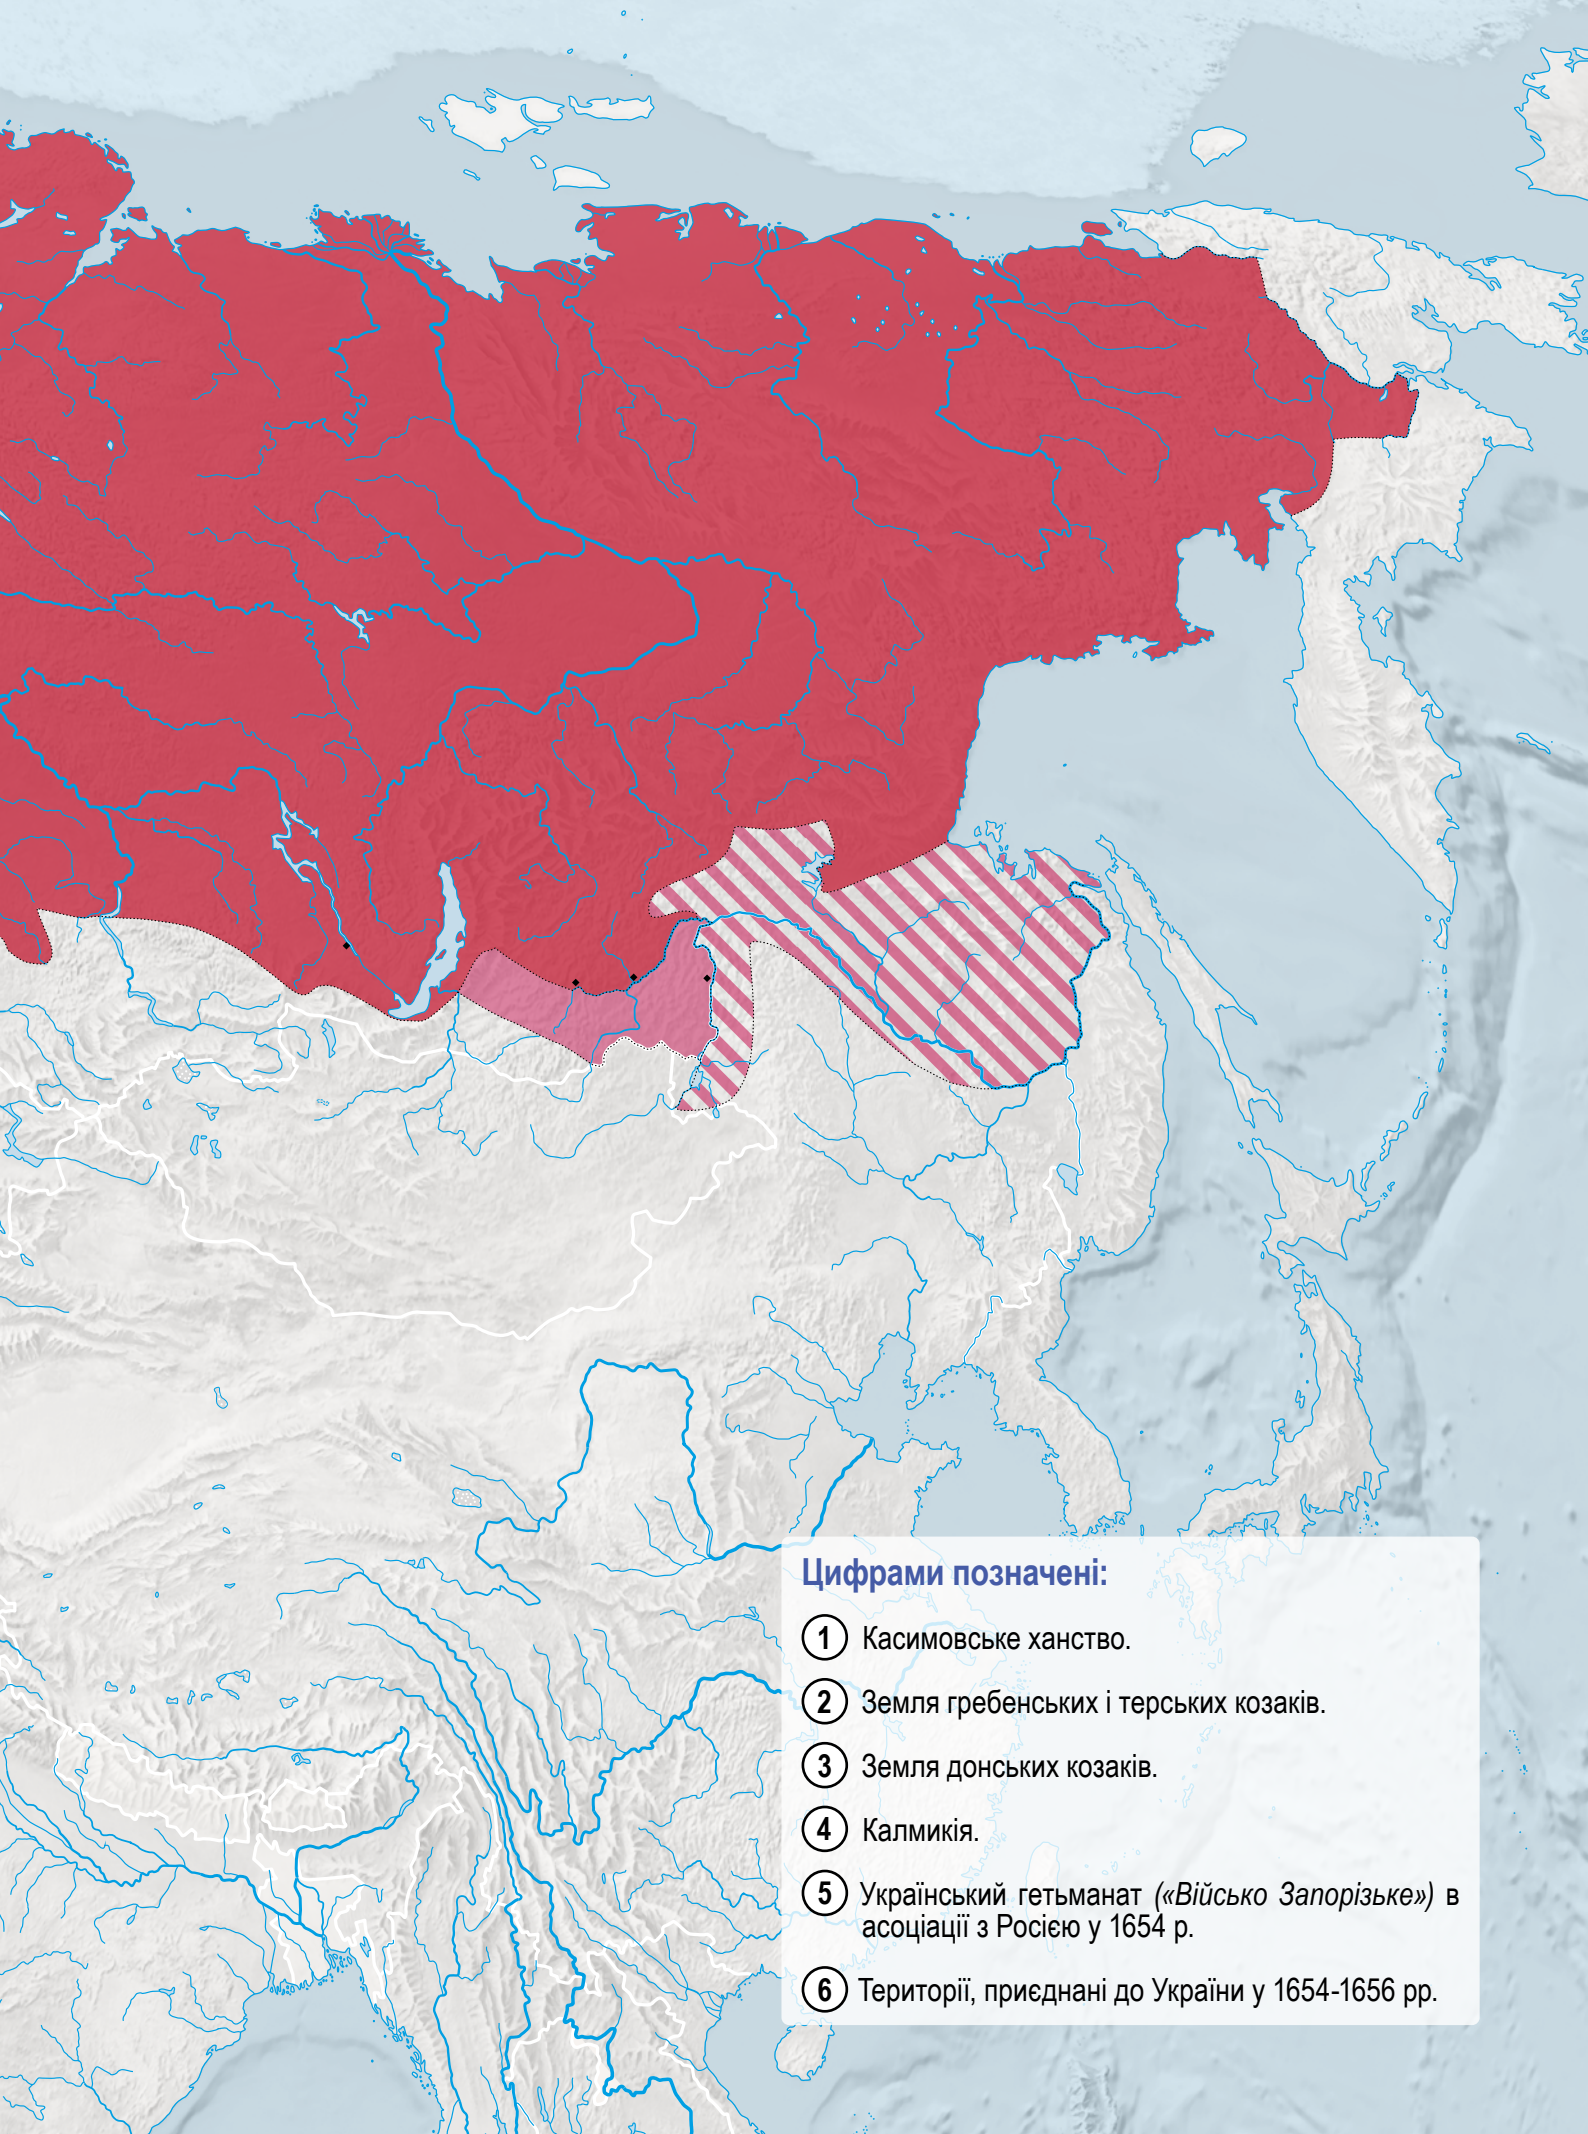 Цифрами позначені:
1 Касимовське ханство.
2 Земля гребенських і терських козаків.
3 Земля донських козаків.
4 Калмикія.
5 Український гетьманат («Військо Запорізьке») в
асоціації з Росією у 1654 р.
6 Території, приєднані до України у 1654-1656 рр.